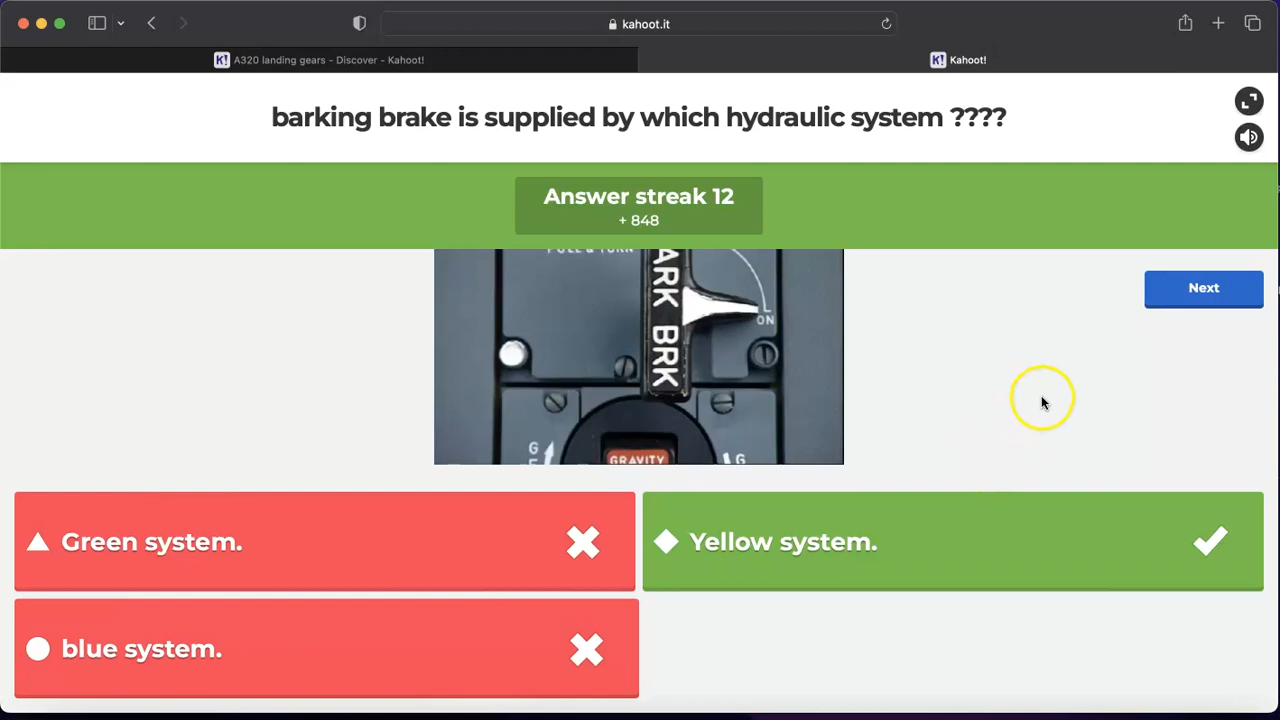 kahoot.it
A320 landing gears - Discover - Kahoot!
Kahoot!
barking brake is supplied by which hydraulic system ????
Answer streak 12
+ 848
Next
PULL & TURN
PARK BRK
ON
G
GRAVITY
G
Green system.
Yellow system.
blue system.